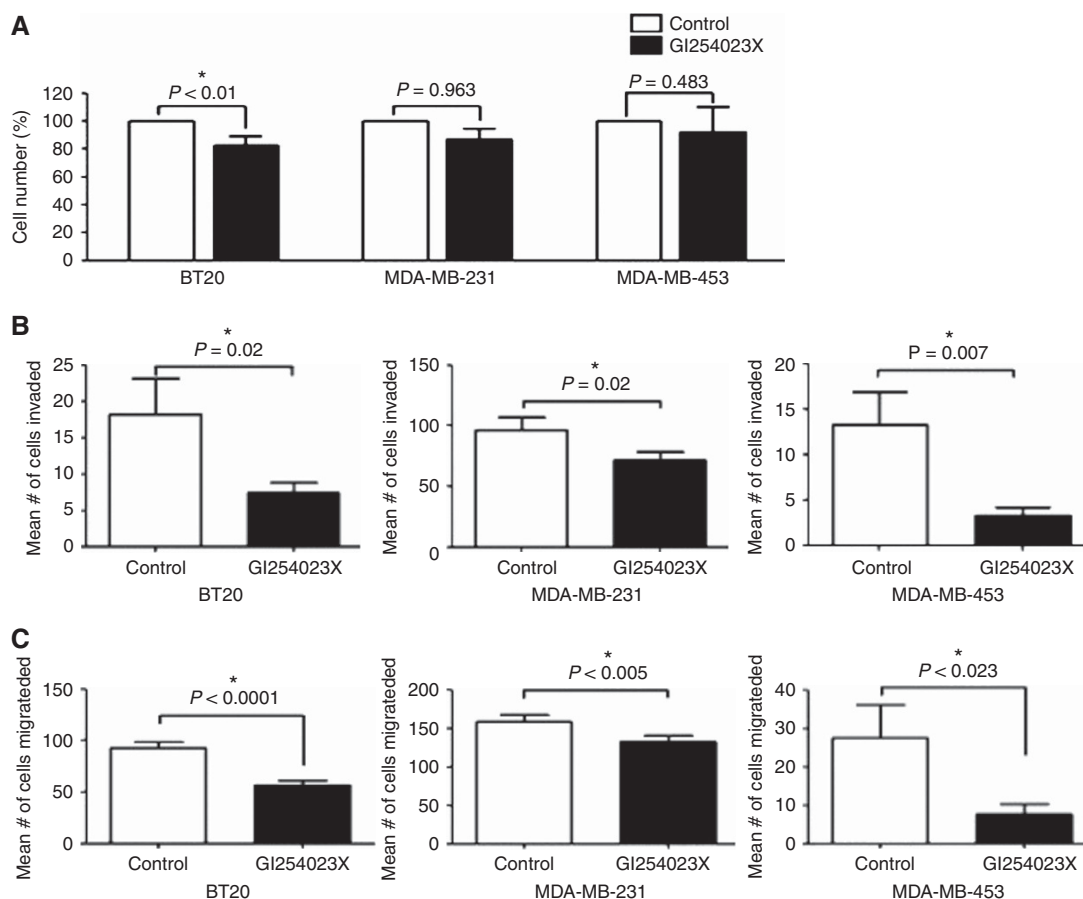 A
Control
GI254023X
*
P < 0.01
P = 0.963
P = 0.483
Cell number (%)
120
100
80
60
40
20
0
BT20
MDA-MB-231
MDA-MB-453
B
*
P = 0.02
Mean # of cells invaded
25
20
15
10
5
0
Control
GI254023X
BT20
*
P = 0.02
Mean # of cells invaded
150
100
50
0
Control
GI254023X
MDA-MB-231
*
P = 0.007
Mean # of cells invaded
20
15
10
5
0
Control
GI254023X
MDA-MB-453
C
*
P < 0.0001
Mean # of cells migrateded
150
100
50
0
Control
GI254023X
BT20
*
P < 0.005
Mean # of cells migrateded
200
150
100
50
0
Control
GI254023X
MDA-MB-231
*
P < 0.023
Mean # of cells migrateded
40
30
20
10
0
Control
GI254023X
MDA-MB-453